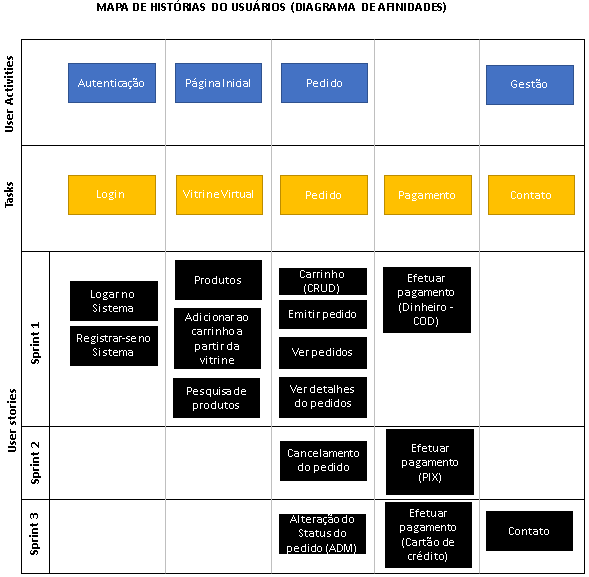 MAPA DE HISTÓRIAS DO USUÁRIOS (DIAGRAMA DE AFINIDADES)
User Activities
Autenticação
Página Inicial
Pedido
Gestão
Tasks
Login
Vitrine Virtual
Pedido
Pagamento
Contato
User stories
Sprint 1
Logar no
Sistema
Registrar-se no
Sistema
Produtos
Adicionar ao
carrinho a
partir da
vitrine
Pesquisa de
produtos
Carrinho
(CRUD)
Emitir pedido
Ver pedidos
Ver detalhes
do pedidos
Efetuar
pagamento
(Dinheiro -
COD)
Sprint 2
Cancelamento
do pedido
Efetuar
pagamento
(PIX)
Sprint 3
Alteração do
Status do
pedido (ADM)
Efetuar
pagamento
(Cartão de
crédito)
Contato